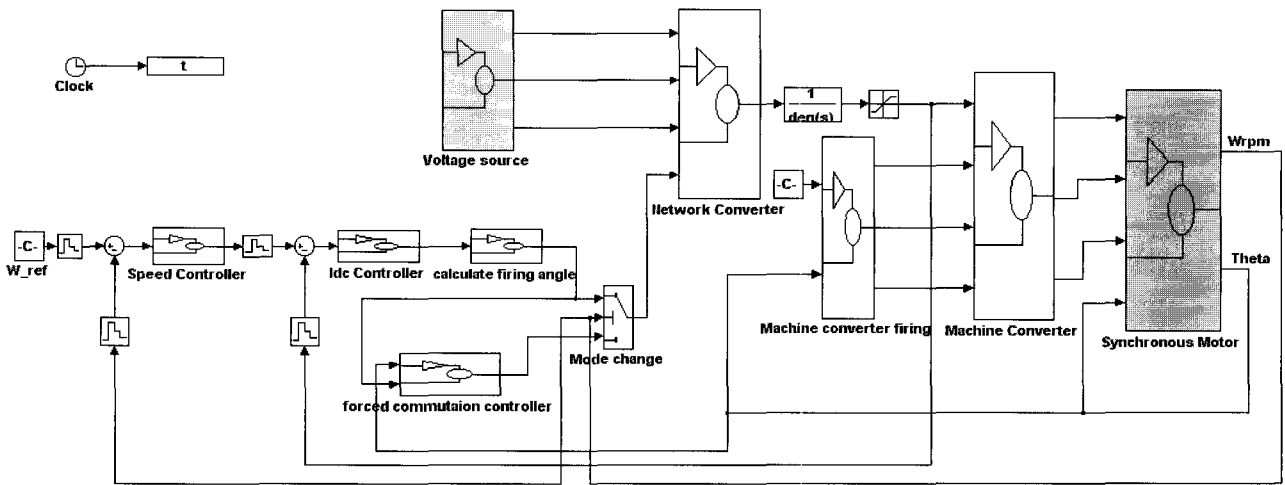 t
Clock
Voltage source
Network Converter
1
den(s)
-C-
Machine converter firing
Machine Converter
Synchronous Motor
Wrpm
Theta
-C-
W_ref
+
-
Speed Controller
+
-
Idc Controller
calculate firing angle
Mode change
forced commutaion controller